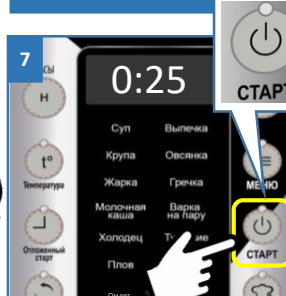 7
СЫ
0:25
Н
СТАРТ
Суп Выпечка
Крупа Овсянка
t°
Температура
Жарка Гречка
МЕНЮ
Молочная каша
Варка на пару
Отложенный старт
Холодец
СТАРТ
Плов